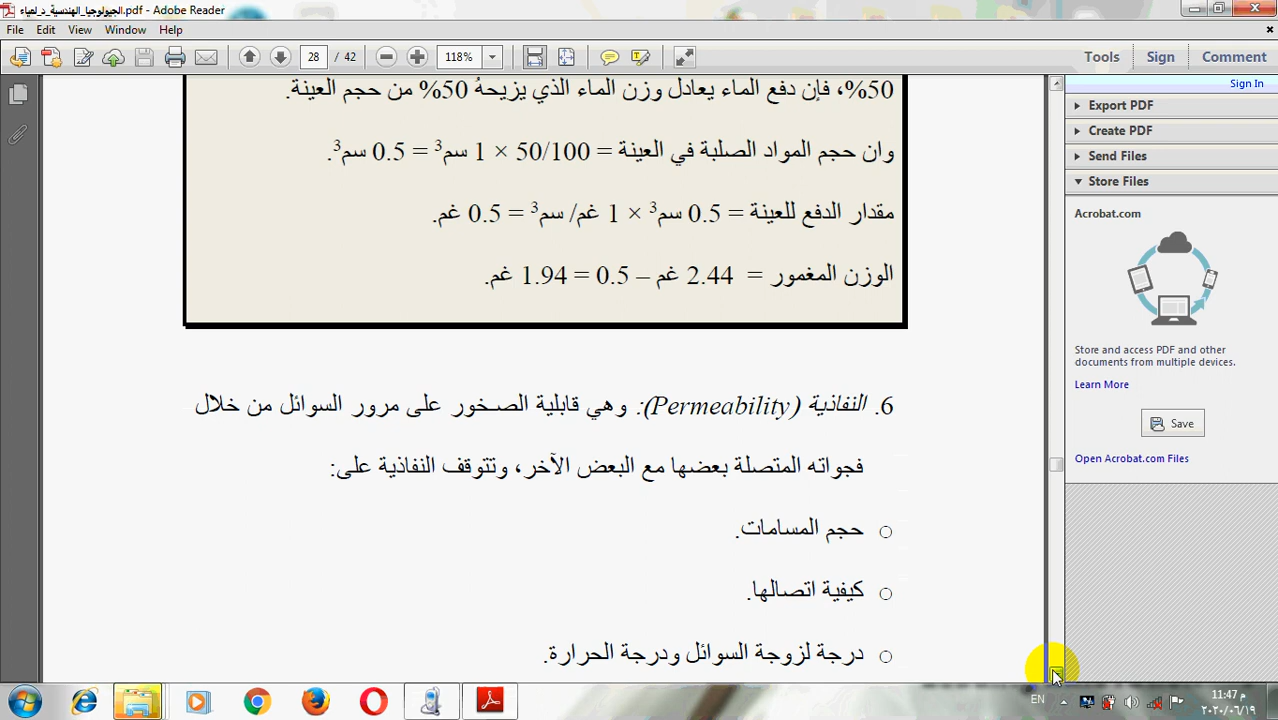 الجيولوجيا_الهندسية_د_لعياء.pdf - Adobe Reader
File Edit View Window Help
28 / 42 118% Tools Sign Comment
Sign In
Export PDF
Create PDF
Send Files
Store Files
Acrobat.com
Store and access PDF and other
documents from multiple devices.
Learn More
Save
Open Acrobat.com Files
50%، فإن دفع الماء يعادل وزن الماء الذي يزيحهُ 50% من حجم العينة.
وان حجم المواد الصلبة في العينة = 50/100 × 1 سم3 = 0.5 سم3.
مقدار الدفع للعينة = 0.5 سم3 × 1 غم/ سم3 = 0.5 غم.
الوزن المغمور = 2.44 غم – 0.5 = 1.94 غم.
6. النفاذية (Permeability): وهي قابلية الصخور على مرور السوائل من خلال
فجواته المتصلة بعضها مع البعض الآخر، وتتوقف النفاذية على:
○ حجم المسامات.
○ كيفية اتصالها.
○ درجة لزوجة السوائل ودرجة الحرارة.
EN
11:47 م
٢٠٢٠/٠٦/١٩